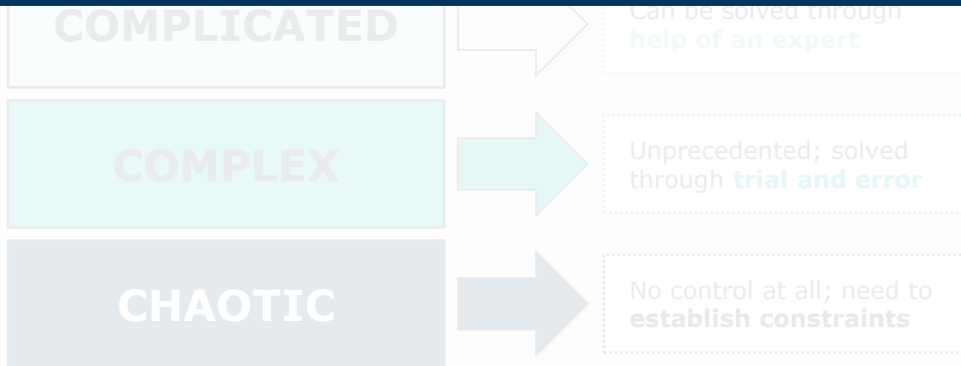 COMPLICATED
Can be solved through
help of an expert
COMPLEX
Unprecedented; solved
through trial and error
CHAOTIC
No control at all; need to
establish constraints